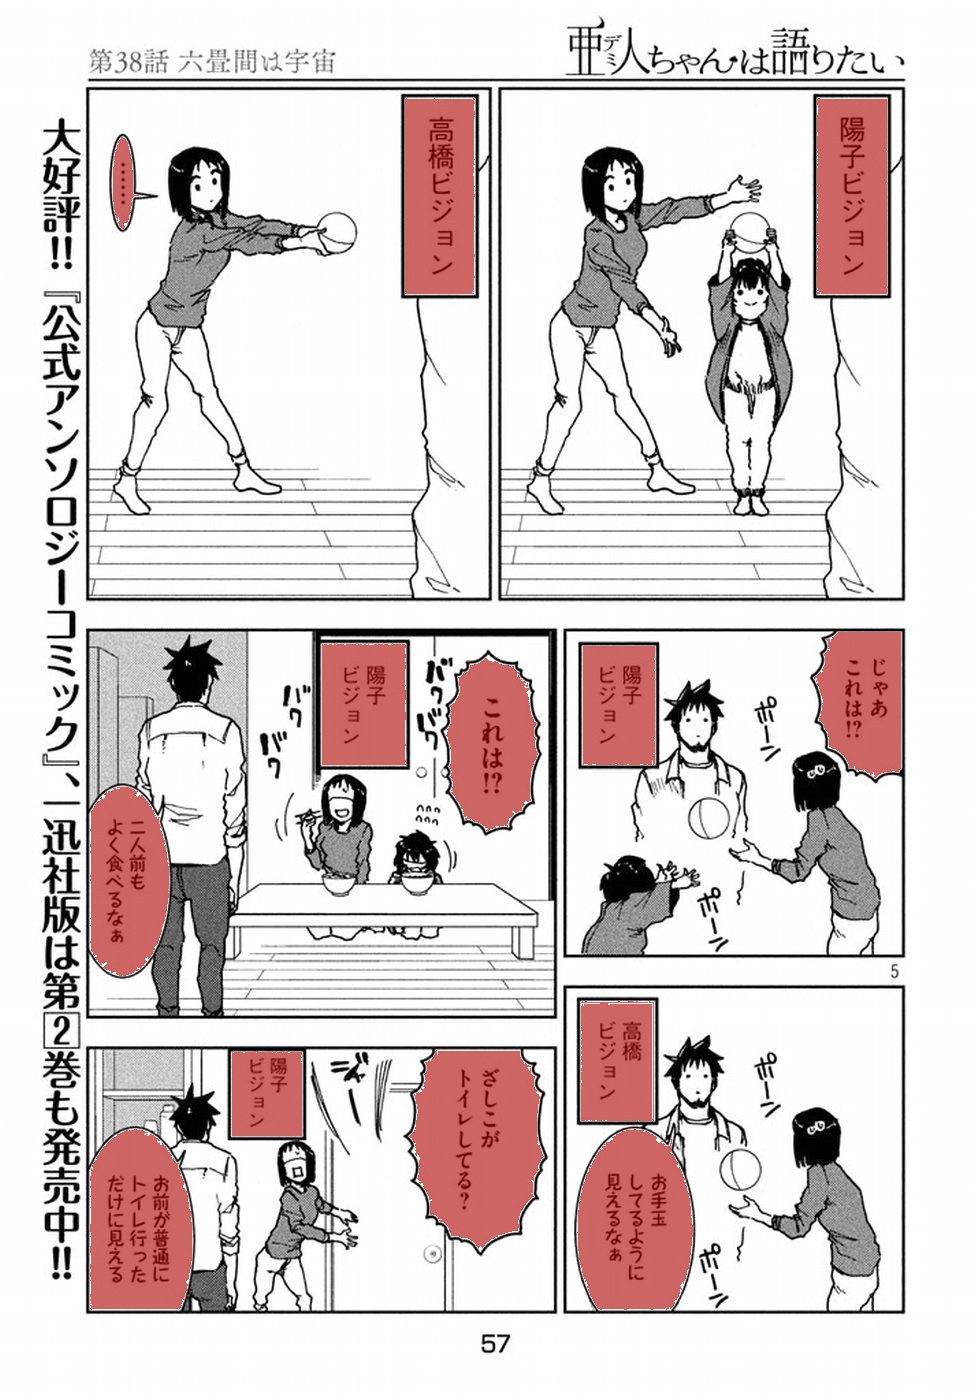 第38話 六畳間は宇宙
亜人ちゃんは語りたい
デミ
陽子ビジョン
高橋ビジョン
……
じゃあ
これは!?
陽子
ビジョン
ポーン
ポーン
高橋
ビジョン
お手玉
してるように
見えるなぁ
ポーン
ポーン
これは!?
陽子
ビジョン
バクバク
バクバク
二人前も
よく食べるなぁ
ざしこが
トイレしてる?
陽子
ビジョン
お前が普通に
トイレ行った
だけに見える
大好評!!『公式アンソロジーコミック』、一迅社版は第2巻も発売中!!
5
57